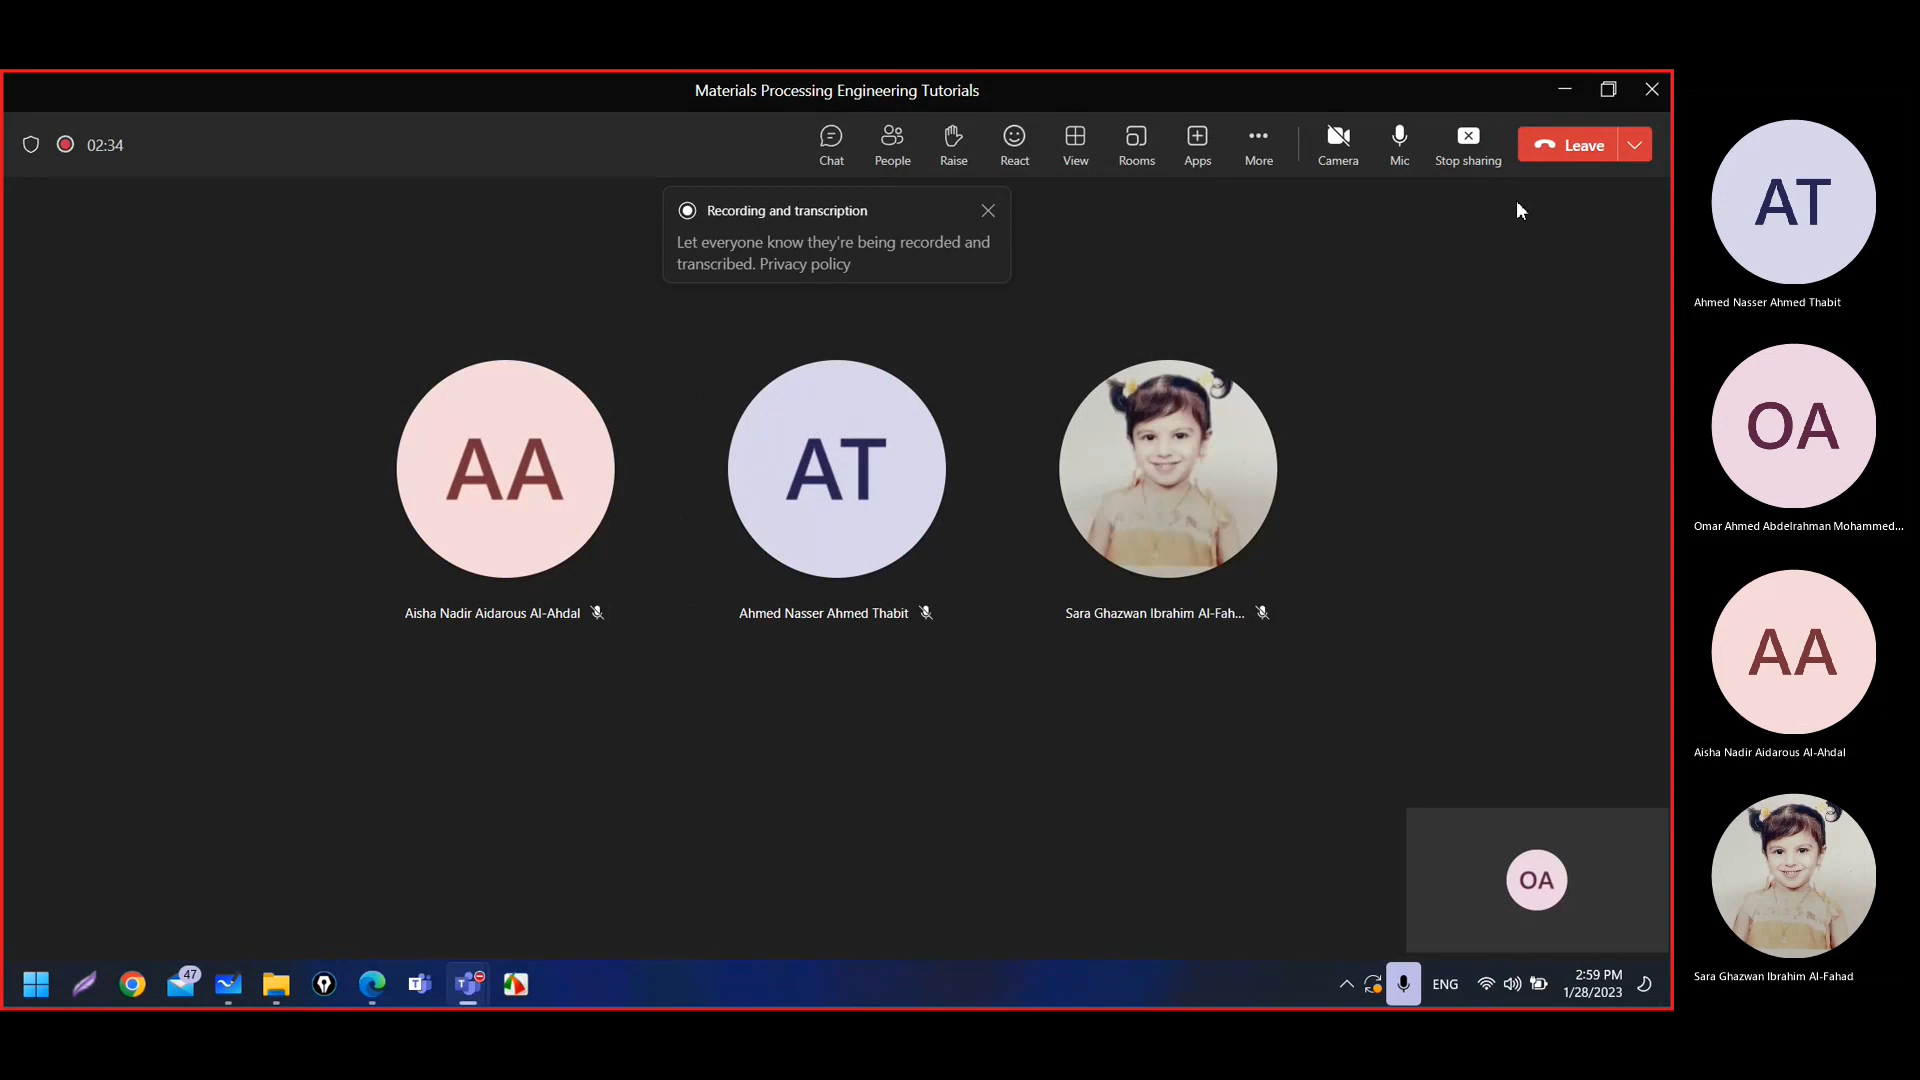 Materials Processing Engineering Tutorials
02:34
Chat
People
Raise
React
View
Rooms
Apps
More
Camera
Mic
Stop sharing
Leave
Recording and transcription
Let everyone know they're being recorded and
transcribed. Privacy policy
AA
AT
Aisha Nadir Aidarous Al-Ahdal
Ahmed Nasser Ahmed Thabit
Sara Ghazwan Ibrahim Al-Fah...
OA
47
ENG
2:59 PM
1/28/2023
AT
Ahmed Nasser Ahmed Thabit
OA
Omar Ahmed Abdelrahman Mohammed...
AA
Aisha Nadir Aidarous Al-Ahdal
Sara Ghazwan Ibrahim Al-Fahad